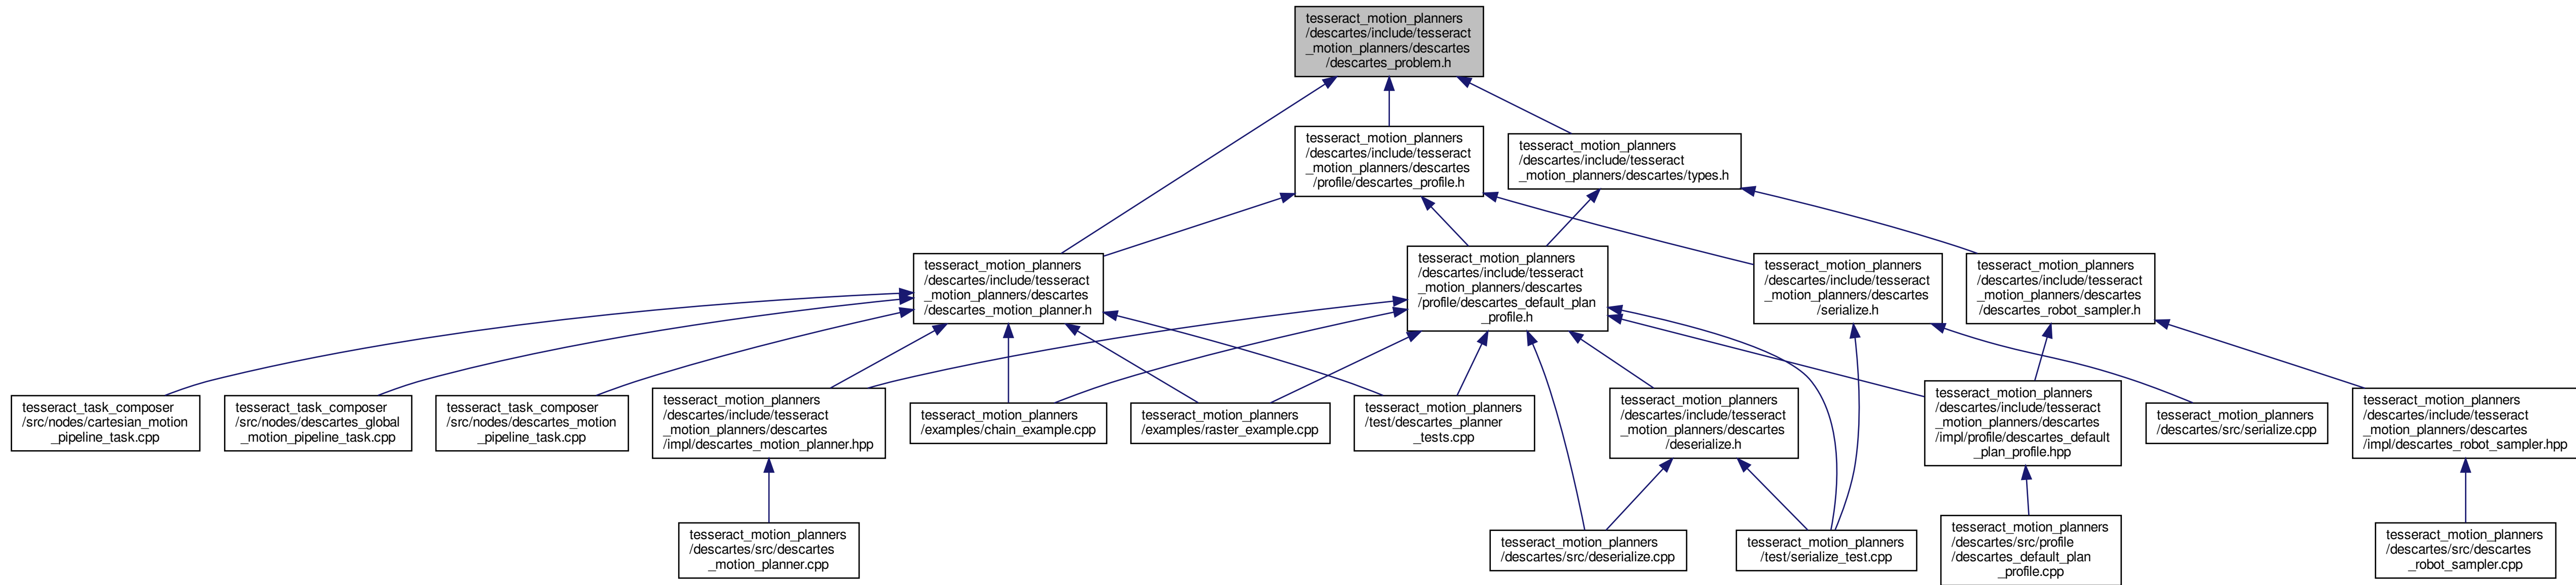 tesseract_motion_planners
/descartes/include/tesseract
_motion_planners/descartes
/descartes_problem.h
tesseract_motion_planners
/descartes/include/tesseract
_motion_planners/descartes
/profile/descartes_profile.h
tesseract_motion_planners
/descartes/include/tesseract
_motion_planners/descartes/types.h
tesseract_motion_planners
/descartes/include/tesseract
_motion_planners/descartes
/descartes_motion_planner.h
tesseract_motion_planners
/descartes/include/tesseract
_motion_planners/descartes
/profile/descartes_default_plan
_profile.h
tesseract_motion_planners
/descartes/include/tesseract
_motion_planners/descartes
/serialize.h
tesseract_motion_planners
/descartes/include/tesseract
_motion_planners/descartes
/descartes_robot_sampler.h
tesseract_task_composer
/src/nodes/cartesian_motion
_pipeline_task.cpp
tesseract_task_composer
/src/nodes/descartes_global
_motion_pipeline_task.cpp
tesseract_task_composer
/src/nodes/descartes_motion
_pipeline_task.cpp
tesseract_motion_planners
/descartes/include/tesseract
_motion_planners/descartes
/impl/descartes_motion_planner.hpp
tesseract_motion_planners
/examples/chain_example.cpp
tesseract_motion_planners
/examples/raster_example.cpp
tesseract_motion_planners
/test/descartes_planner
_tests.cpp
tesseract_motion_planners
/descartes/include/tesseract
_motion_planners/descartes
/deserialize.h
tesseract_motion_planners
/descartes/include/tesseract
_motion_planners/descartes
/impl/profile/descartes_default
_plan_profile.hpp
tesseract_motion_planners
/descartes/src/serialize.cpp
tesseract_motion_planners
/descartes/include/tesseract
_motion_planners/descartes
/impl/descartes_robot_sampler.hpp
tesseract_motion_planners
/descartes/src/descartes
_motion_planner.cpp
tesseract_motion_planners
/descartes/src/deserialize.cpp
tesseract_motion_planners
/test/serialize_test.cpp
tesseract_motion_planners
/descartes/src/profile
/descartes_default_plan
_profile.cpp
tesseract_motion_planners
/descartes/src/descartes
_robot_sampler.cpp